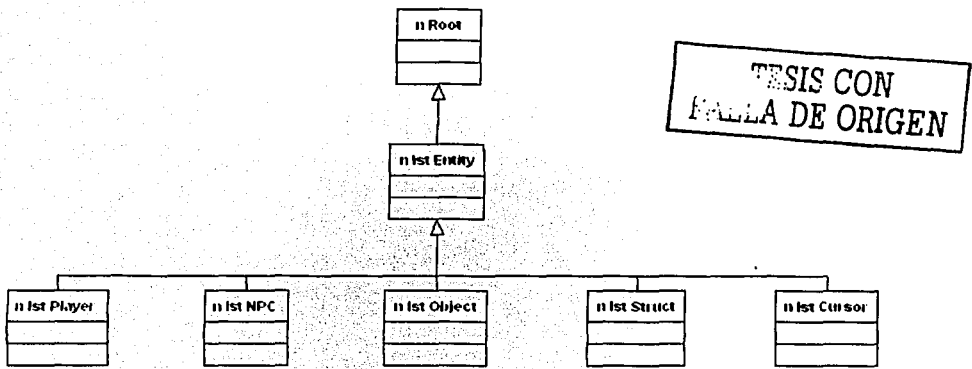 n Root
TESIS CON
FALLA DE ORIGEN
n Ist Entity
n Ist Player
n Ist NPC
n Ist Object
n Ist Struct
n Ist Cursor